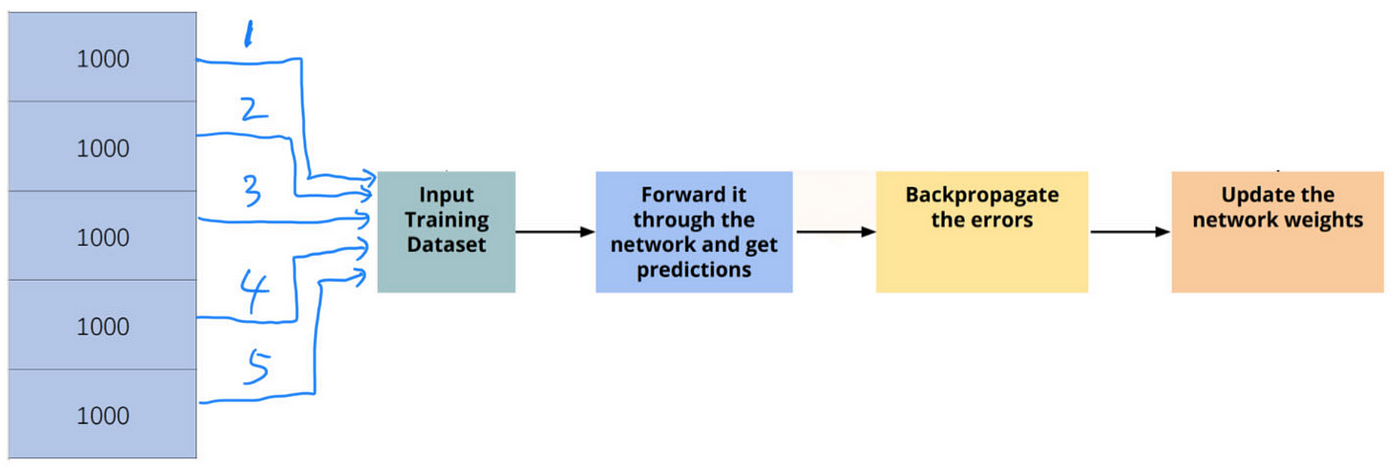 1000
1
1000
2
1000
3
1000
4
1000
5
Input
Training
Dataset
Forward it
through the
network and get
predictions
Backpropagate
the errors
Update the
network weights